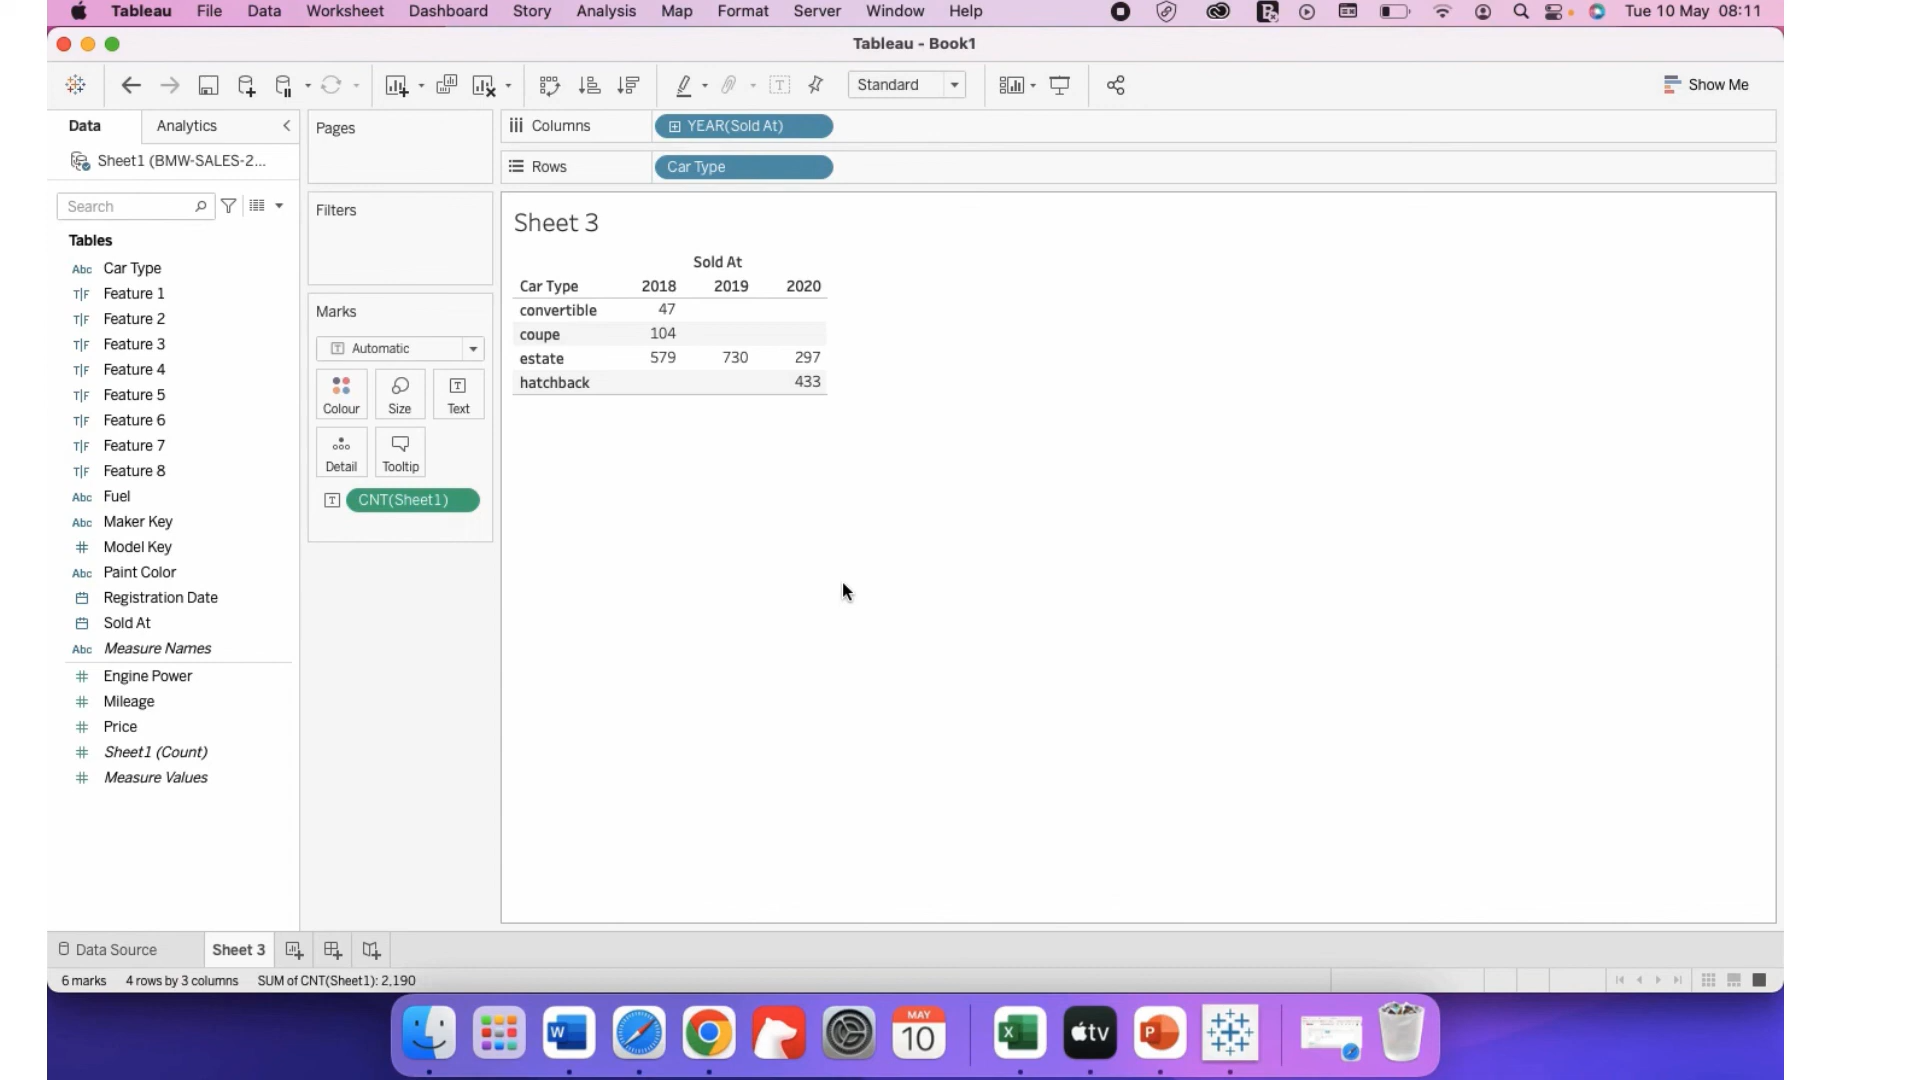 Tableau File Data Worksheet Dashboard Story Analysis Map Format Server Window Help Tue 10 May 08:11
Tableau - Book1
Standard Show Me
Data Analytics
Sheet1 (BMW-SALES-2...
Search
Tables
Abc Car Type
T|F Feature 1
T|F Feature 2
T|F Feature 3
T|F Feature 4
T|F Feature 5
T|F Feature 6
T|F Feature 7
T|F Feature 8
Abc Fuel
Abc Maker Key
# Model Key
Abc Paint Color
Registration Date
Sold At
Abc Measure Names
# Engine Power
# Mileage
# Price
# Sheet1 (Count)
# Measure Values
Pages
Filters
Marks
T Automatic
Colour Size T Text
Detail Tooltip
T CNT(Sheet1)
Columns YEAR(Sold At)
Rows Car Type
Sheet 3
Sold At
Car Type 2018 2019 2020
convertible 47
coupe 104
estate 579 730 297
hatchback 433
Data Source Sheet 3
6 marks 4 rows by 3 columns SUM of CNT(Sheet1): 2,190
W MAY 10 X tv P